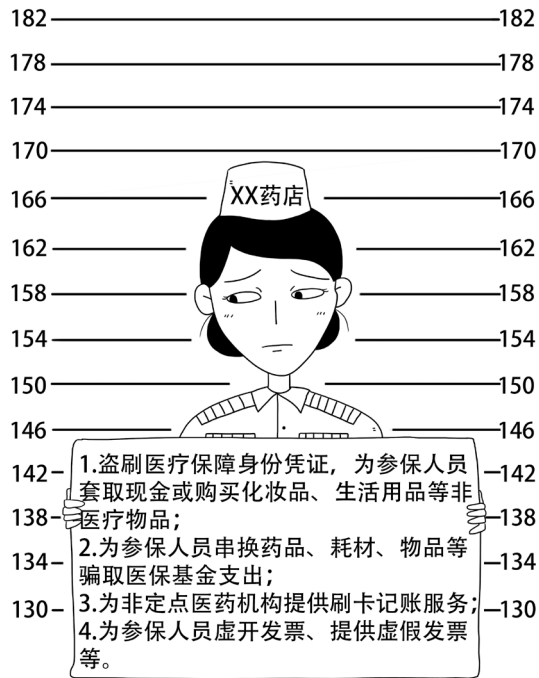 182 182
178 178
174 174
170 170
XX药店
166 166
162 162
158 158
154 154
150 150
146 146
1.盗刷医疗保障身份凭证，为参保人员
142 142
套取现金或购买化妆品、生活用品等非
138 138
医疗物品；
2.为参保人员串换药品、耗材、物品等
134 134
骗取医保基金支出；
3.为非定点医药机构提供刷卡记账服务；
130 130
4.为参保人员虚开发票、提供虚假发票
等。